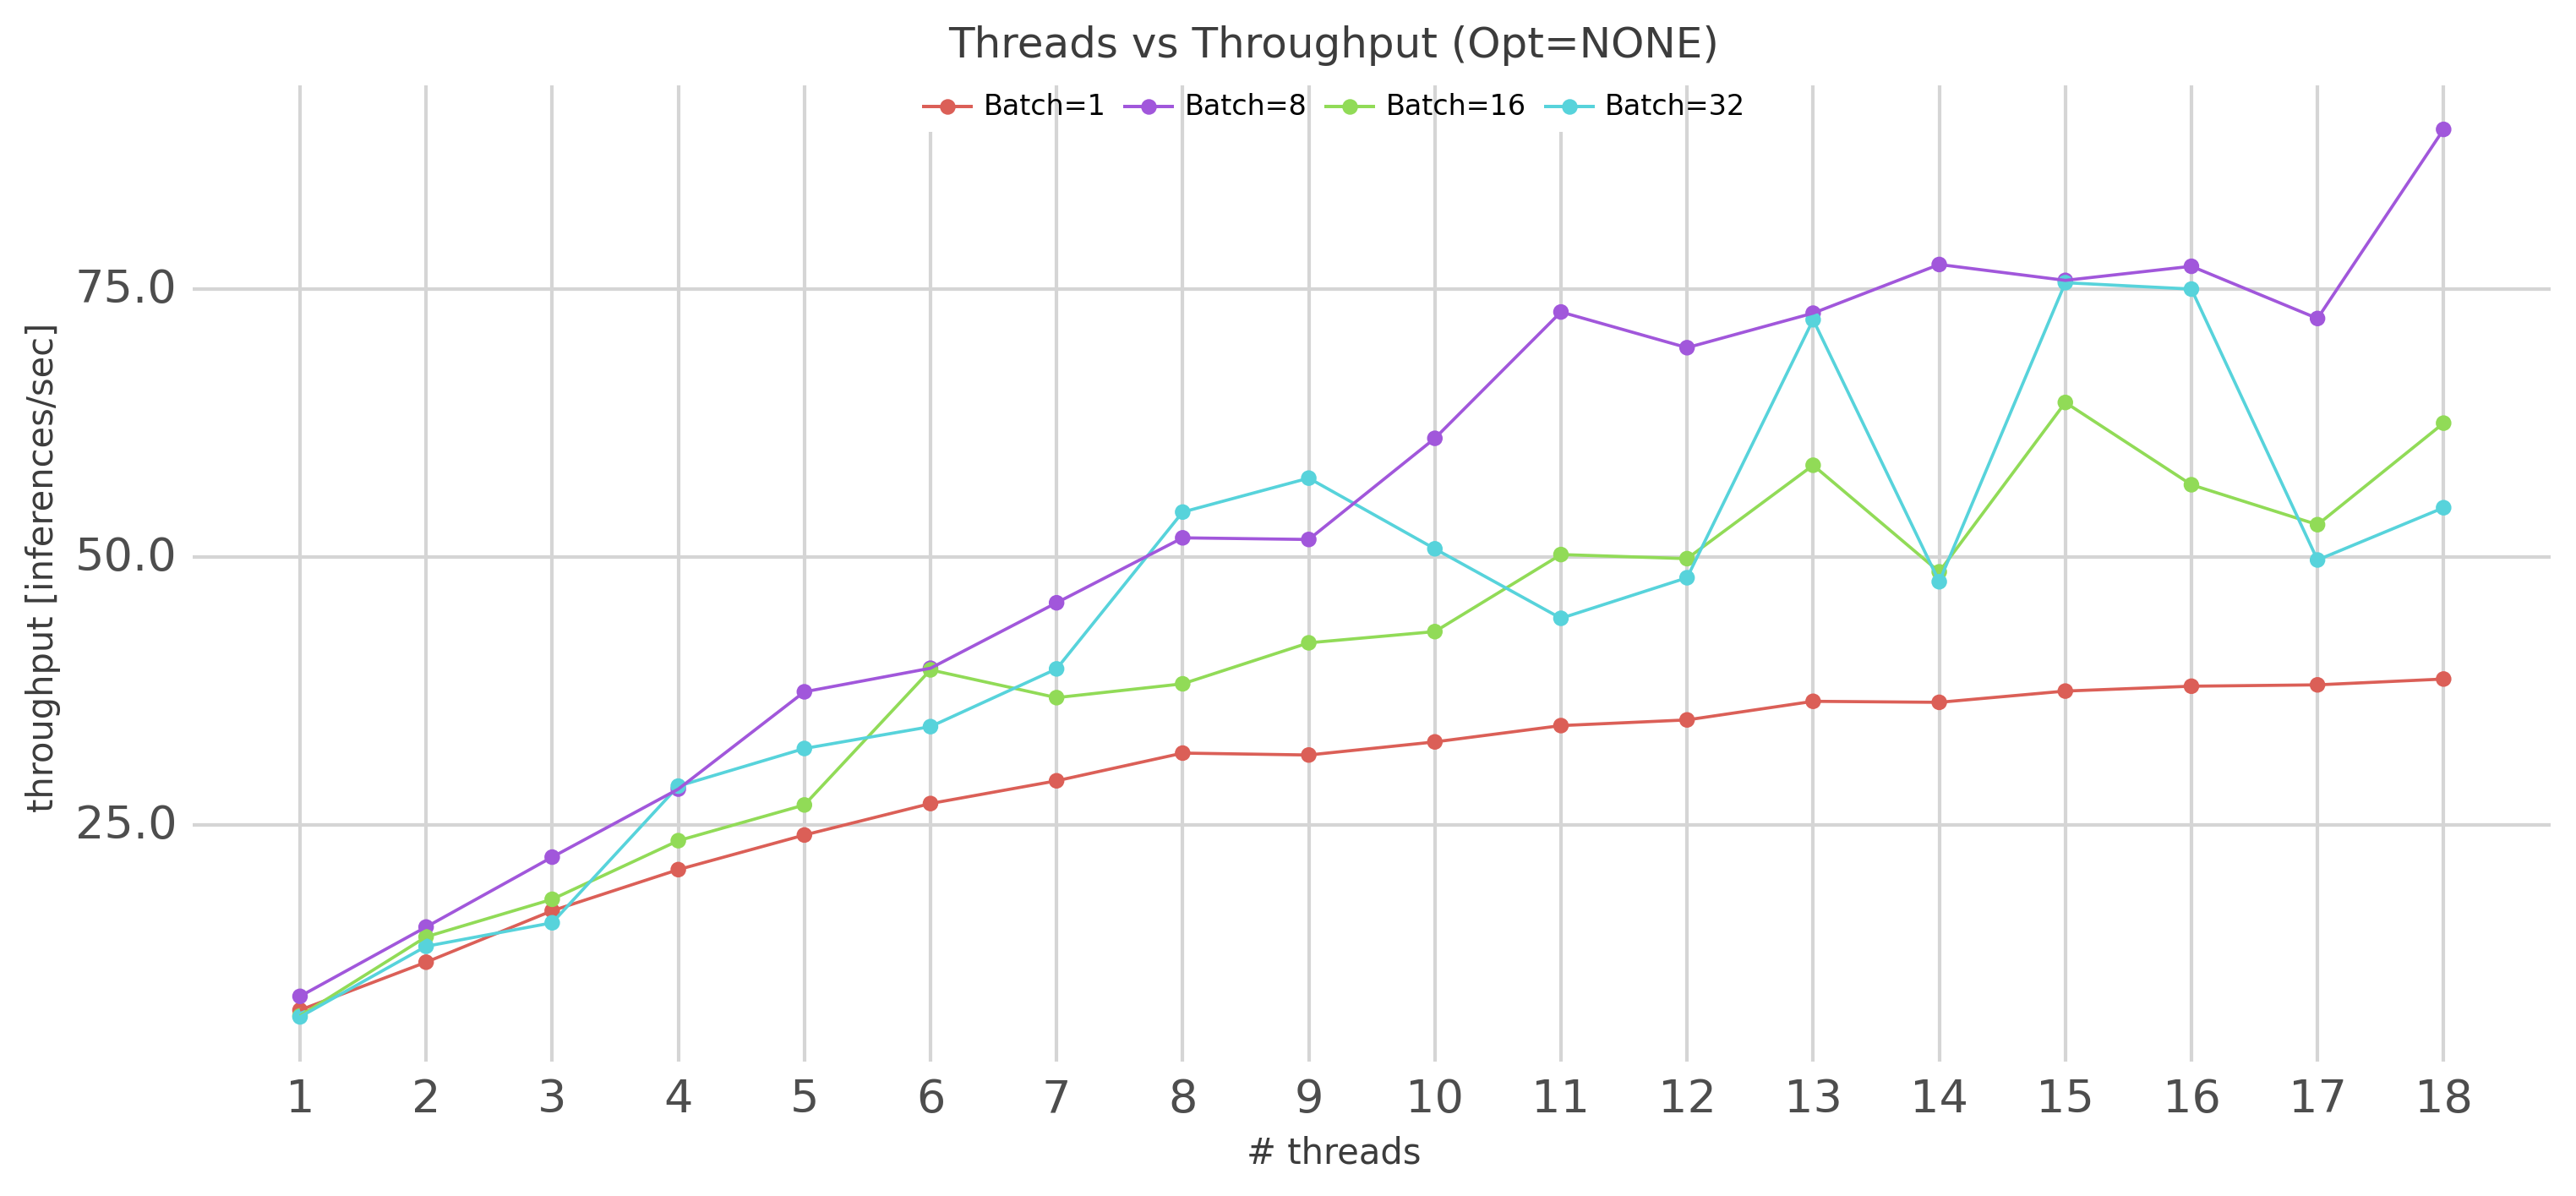 Threads vs Throughput (Opt=NONE)
Batch=1 Batch=8 Batch=16 Batch=32
throughput [inferences/sec]
75.0
50.0
25.0
1 2 3 4 5 6 7 8 9 10 11 12 13 14 15 16 17 18
# threads